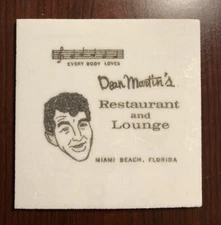 EVERY BODY LOVES
Dean Martin's
Restaurant
and
Lounge
MIAMI BEACH, FLORIDA